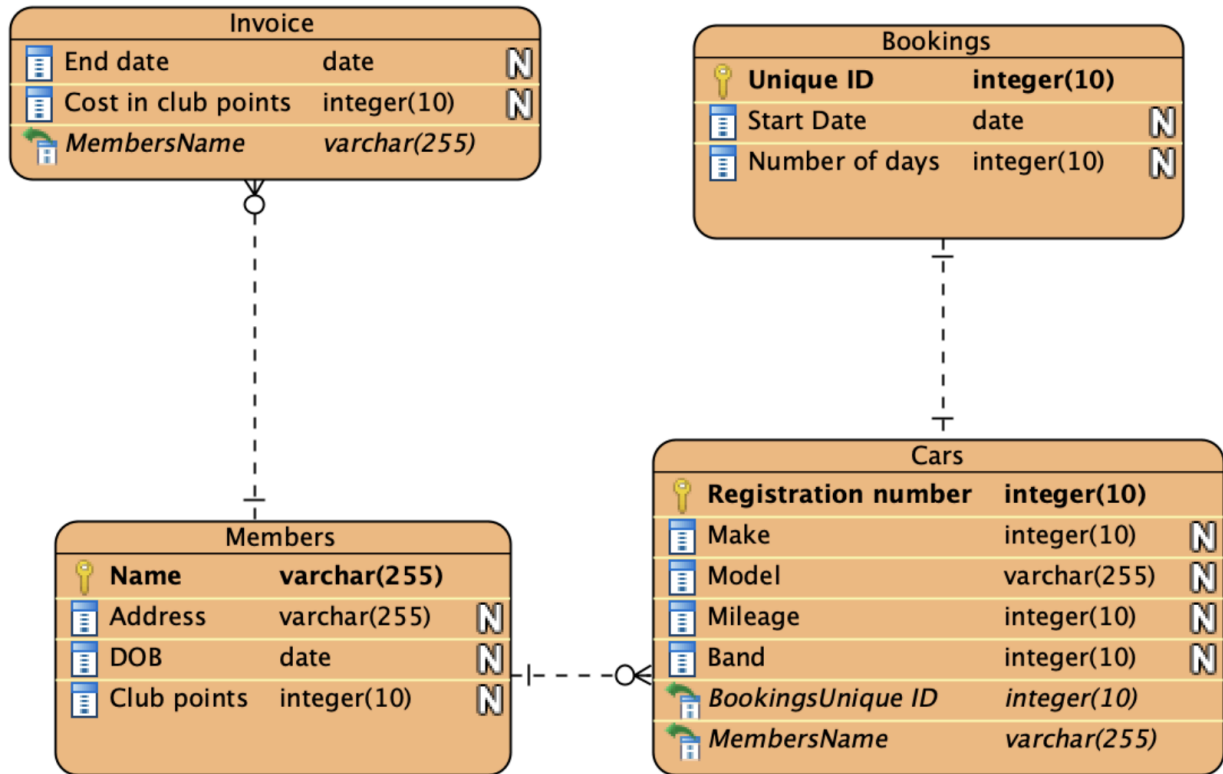 Invoice
End date date N
Cost in club points integer(10) N
MembersName varchar(255)
Bookings
Unique ID integer(10)
Start Date date N
Number of days integer(10) N
Members
Name varchar(255)
Address varchar(255) N
DOB date N
Club points integer(10) N
Cars
Registration number integer(10)
Make integer(10) N
Model varchar(255) N
Mileage integer(10) N
Band integer(10) N
BookingsUnique ID integer(10)
MembersName varchar(255)